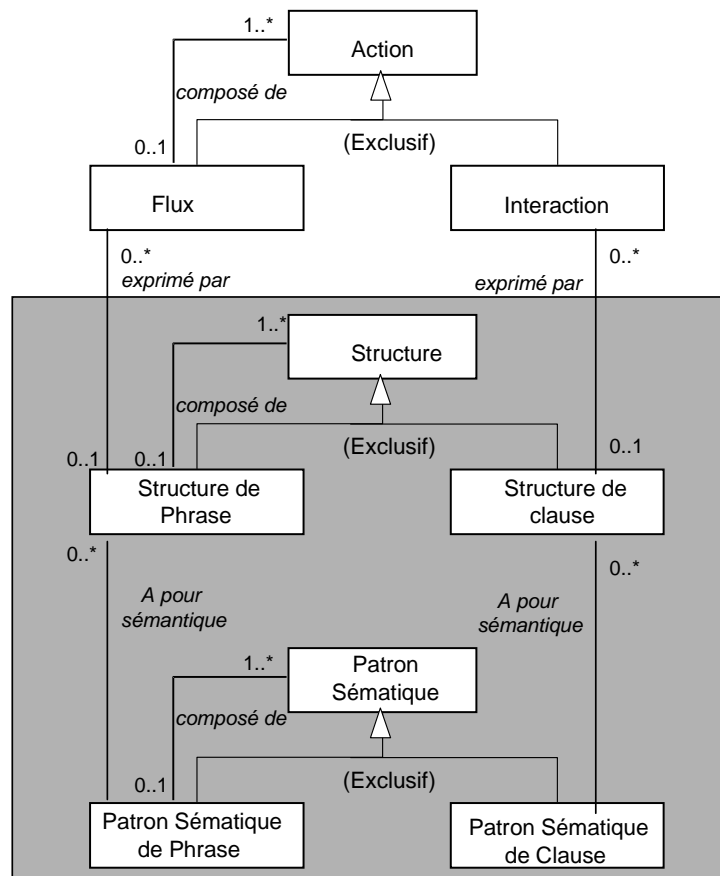 1..*
Action
composé de
0..1
(Exclusif)
Flux
Interaction
0..*
0..*
exprimé par
exprimé par
1..*
Structure
composé de
(Exclusif)
0..1
0..1
0..1
Structure de
Phrase
Structure de
clause
0..*
0..*
A pour
sémantique
A pour
sémantique
1..*
Patron
Sématique
composé de
0..1
(Exclusif)
Patron Sématique
de Phrase
Patron Sématique
de Clause